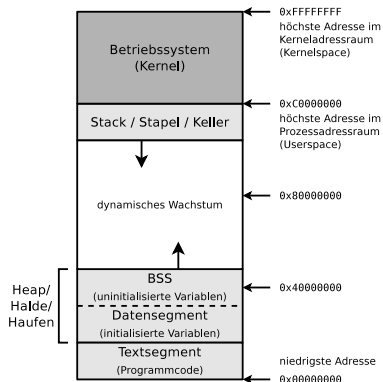 0xFFFFFFFF
höchste Adresse im
Kerneladressraum
(Kernelspace)
Betriebssystem
(Kernel)
0xC0000000
höchste Adresse im
Prozessadressraum
(Userspace)
Stack / Stapel / Keller
dynamisches Wachstum
0x80000000
Heap/
Halde/
Haufen
BSS
(uninitialisierte Variablen)
0x40000000
Datensegment
(initialisierte Variablen)
Textsegment
(Programmcode)
niedrigste Adresse
0x00000000